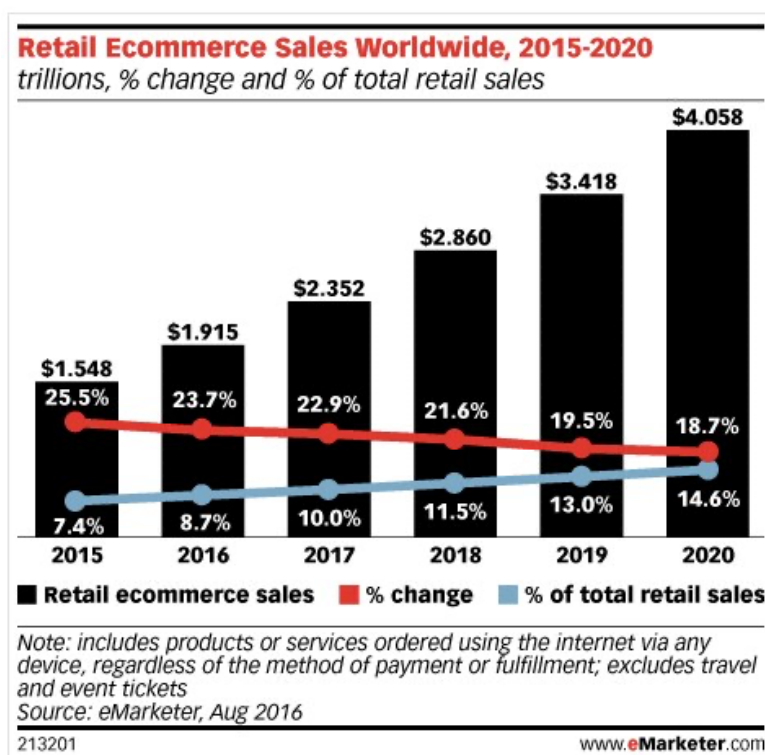 Retail Ecommerce Sales Worldwide, 2015-2020
trillions, % change and % of total retail sales
$4.058
$3.418
$2.860
$2.352
$1.915
$1.548
25.5% 23.7% 22.9% 21.6% 19.5% 18.7%
7.4% 8.7% 10.0% 11.5% 13.0% 14.6%
2015 2016 2017 2018 2019 2020
Retail ecommerce sales % change % of total retail sales
Note: includes products or services ordered using the internet via any
device, regardless of the method of payment or fulfillment; excludes travel
and event tickets
Source: eMarketer, Aug 2016
213201 www.eMarketer.com